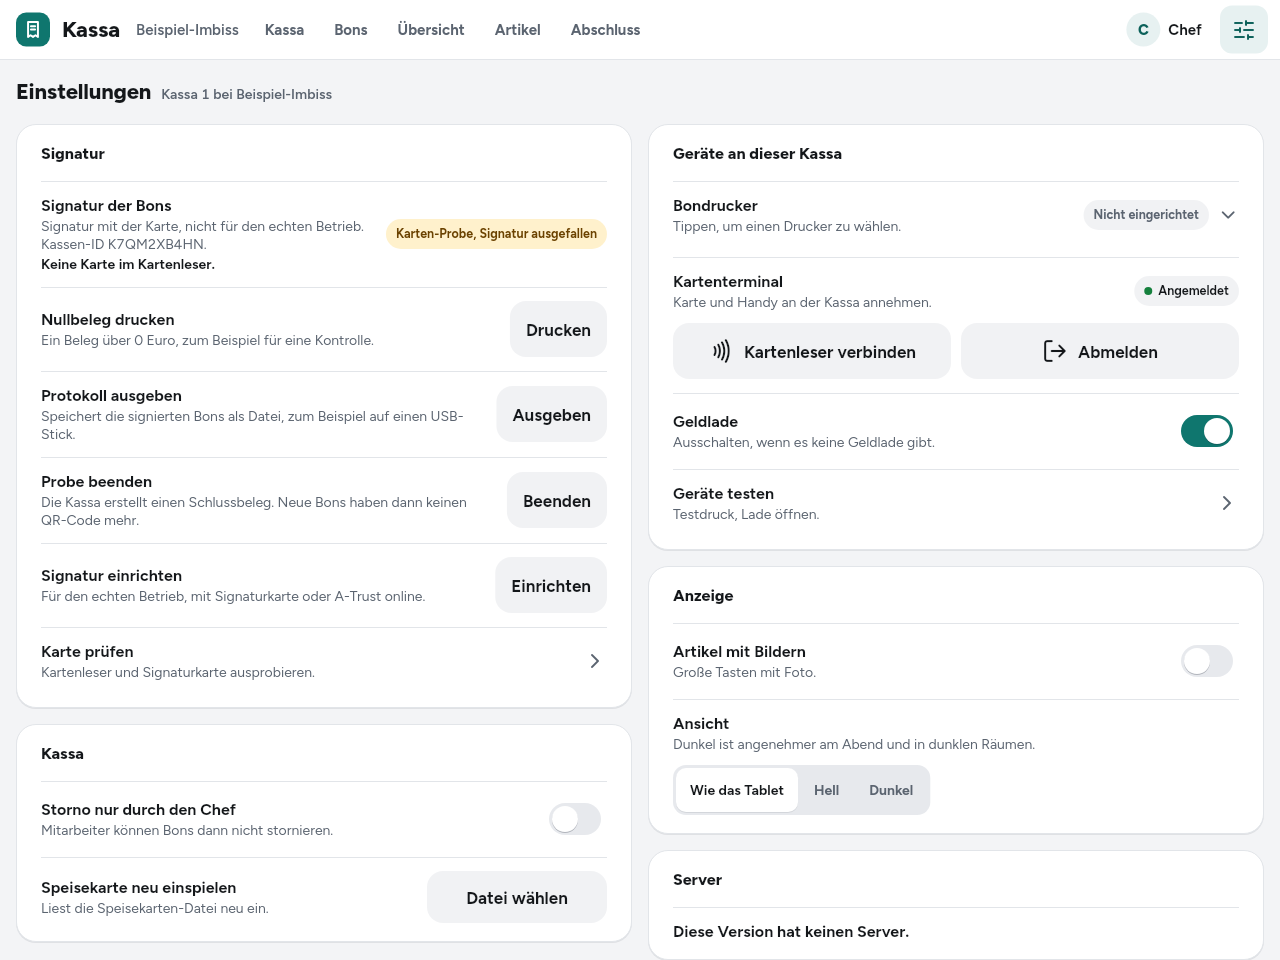 Kassa Beispiel-Imbiss Kassa Bons Übersicht Artikel Abschluss C Chef
Einstellungen Kassa 1 bei Beispiel-Imbiss
Signatur
Signatur der Bons
Signatur mit der Karte, nicht für den echten Betrieb.
Kassen-ID K7QM2XB4HN.
Keine Karte im Kartenleser.
Karten-Probe, Signatur ausgefallen
Nullbeleg drucken
Ein Beleg über 0 Euro, zum Beispiel für eine Kontrolle.
Drucken
Protokoll ausgeben
Speichert die signierten Bons als Datei, zum Beispiel auf einen USB-
Stick.
Ausgeben
Probe beenden
Die Kassa erstellt einen Schlussbeleg. Neue Bons haben dann keinen
QR-Code mehr.
Beenden
Signatur einrichten
Für den echten Betrieb, mit Signaturkarte oder A-Trust online.
Einrichten
Karte prüfen
Kartenleser und Signaturkarte ausprobieren.
Kassa
Storno nur durch den Chef
Mitarbeiter können Bons dann nicht stornieren.
Speisekarte neu einspielen
Liest die Speisekarten-Datei neu ein.
Datei wählen
Geräte an dieser Kassa
Bondrucker
Tippen, um einen Drucker zu wählen.
Nicht eingerichtet
Kartenterminal
Karte und Handy an der Kassa annehmen.
Angemeldet
Kartenleser verbinden
Abmelden
Geldlade
Ausschalten, wenn es keine Geldlade gibt.
Geräte testen
Testdruck, Lade öffnen.
Anzeige
Artikel mit Bildern
Große Tasten mit Foto.
Ansicht
Dunkel ist angenehmer am Abend und in dunklen Räumen.
Wie das Tablet Hell Dunkel
Server
Diese Version hat keinen Server.